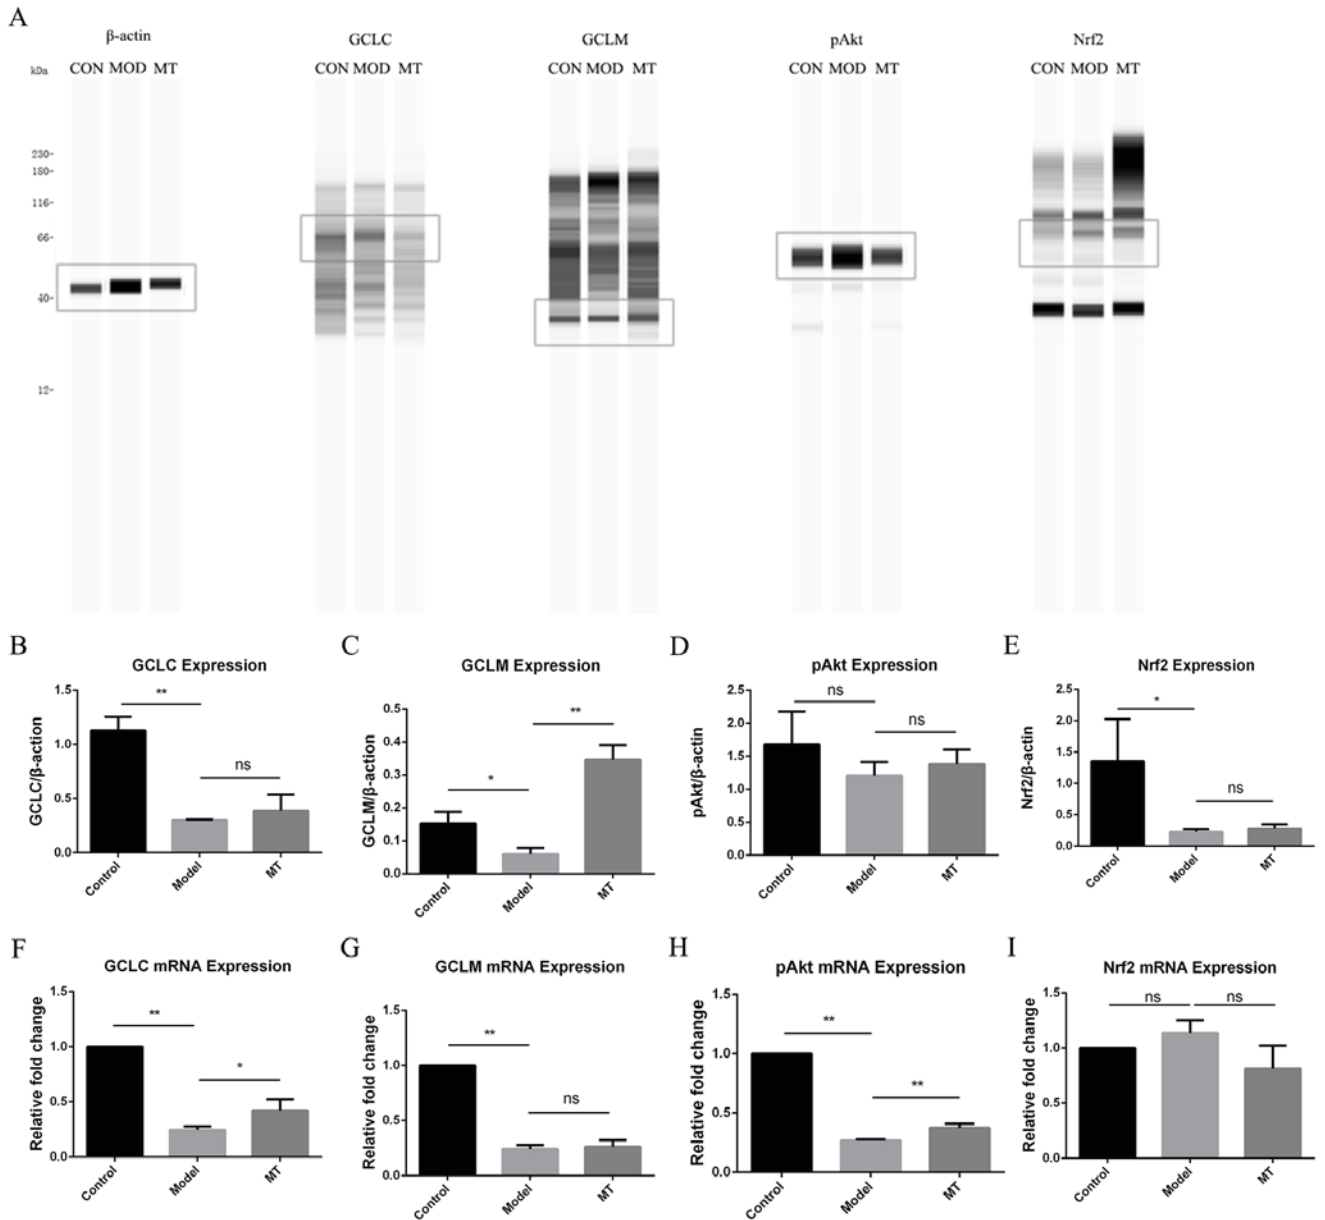 A
β-actin GCLC GCLM pAkt Nrf2
kDa CON MOD MT CON MOD MT CON MOD MT CON MOD MT CON MOD MT
230-
180-
116-
66-
40-
12-
B C D E
GCLC Expression GCLM Expression pAkt Expression Nrf2 Expression
GCLC/β-action
1.5
1.0
0.5
0.0
**
ns
Control Model MT
GCLM/β-action
0.5
0.4
0.3
0.2
0.1
0.0
*
**
Control Model MT
pAkt/β-actin
2.5
2.0
1.5
1.0
0.5
0.0
ns
ns
Control Model MT
Nrf2/β-actin
2.5
2.0
1.5
1.0
0.5
0.0
*
ns
Control Model MT
F G H I
GCLC mRNA Expression GCLM mRNA Expression pAkt mRNA Expression Nrf2 mRNA Expression
Relative fold change
1.5
1.0
0.5
0.0
**
*
Control Model MT
Relative fold change
1.5
1.0
0.5
0.0
**
ns
Control Model MT
Relative fold change
1.5
1.0
0.5
0.0
**
**
Control Model MT
Relative fold change
1.5
1.0
0.5
0.0
ns ns
Control Model MT